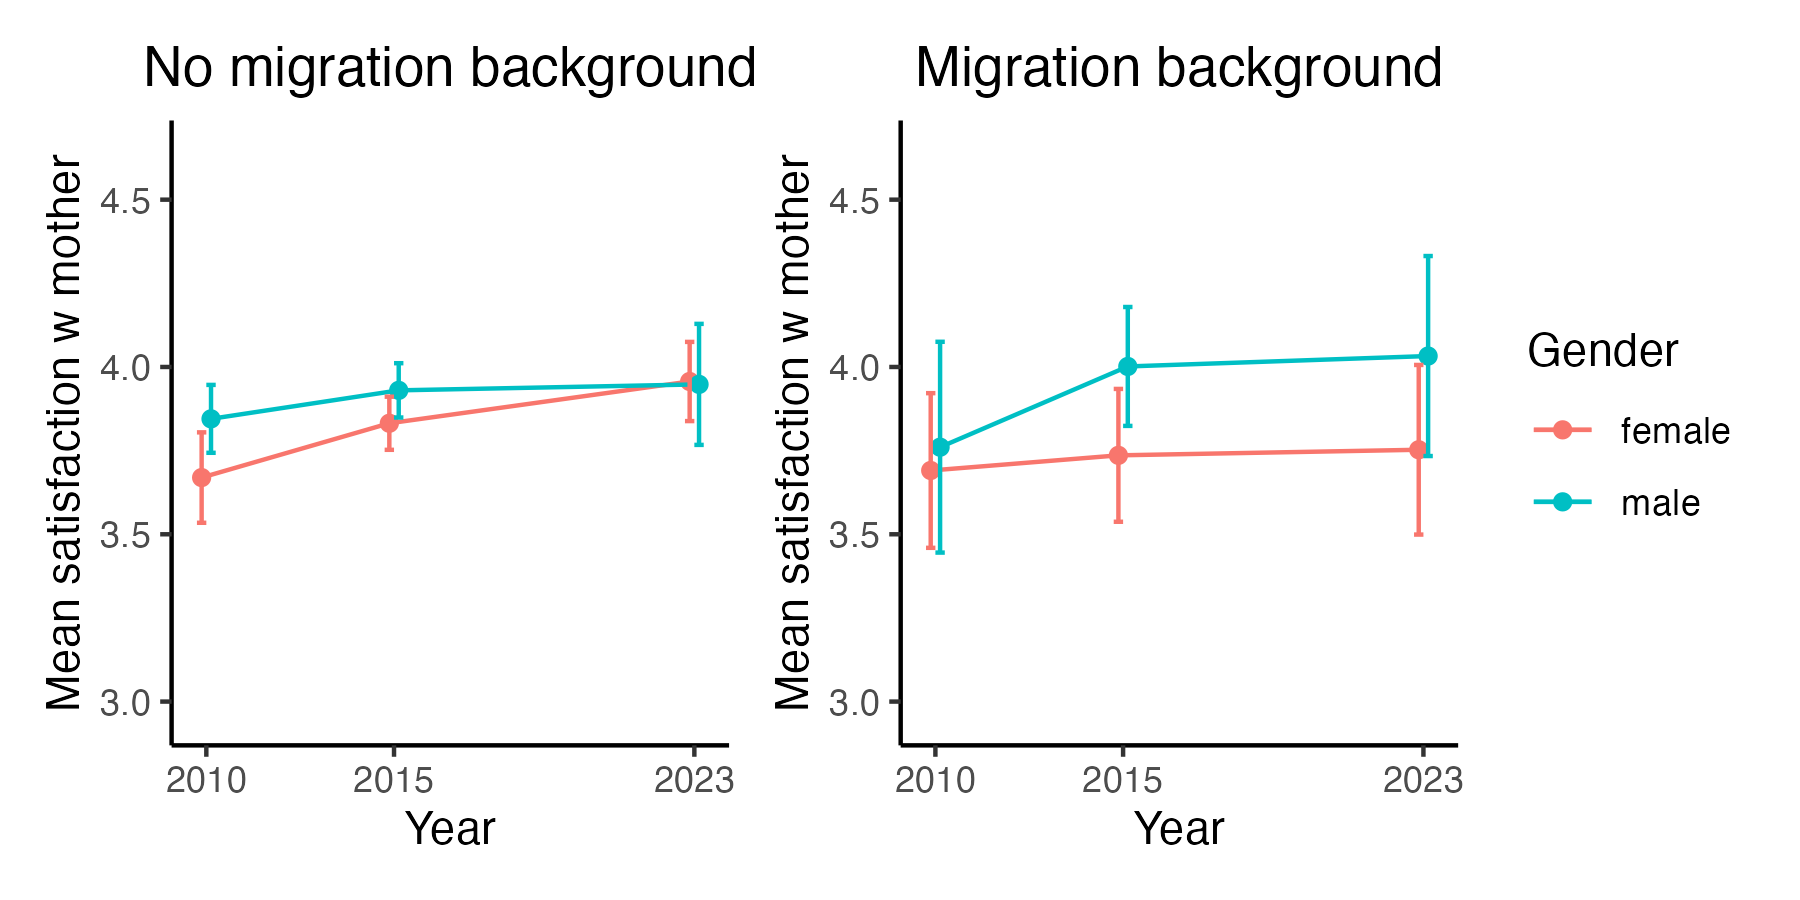 No migration background
Mean satisfaction w mother
4.5
4.0
3.5
3.0
2010 2015 2023
Year
Migration background
Mean satisfaction w mother
4.5
4.0
3.5
3.0
2010 2015 2023
Year
Gender
female
male